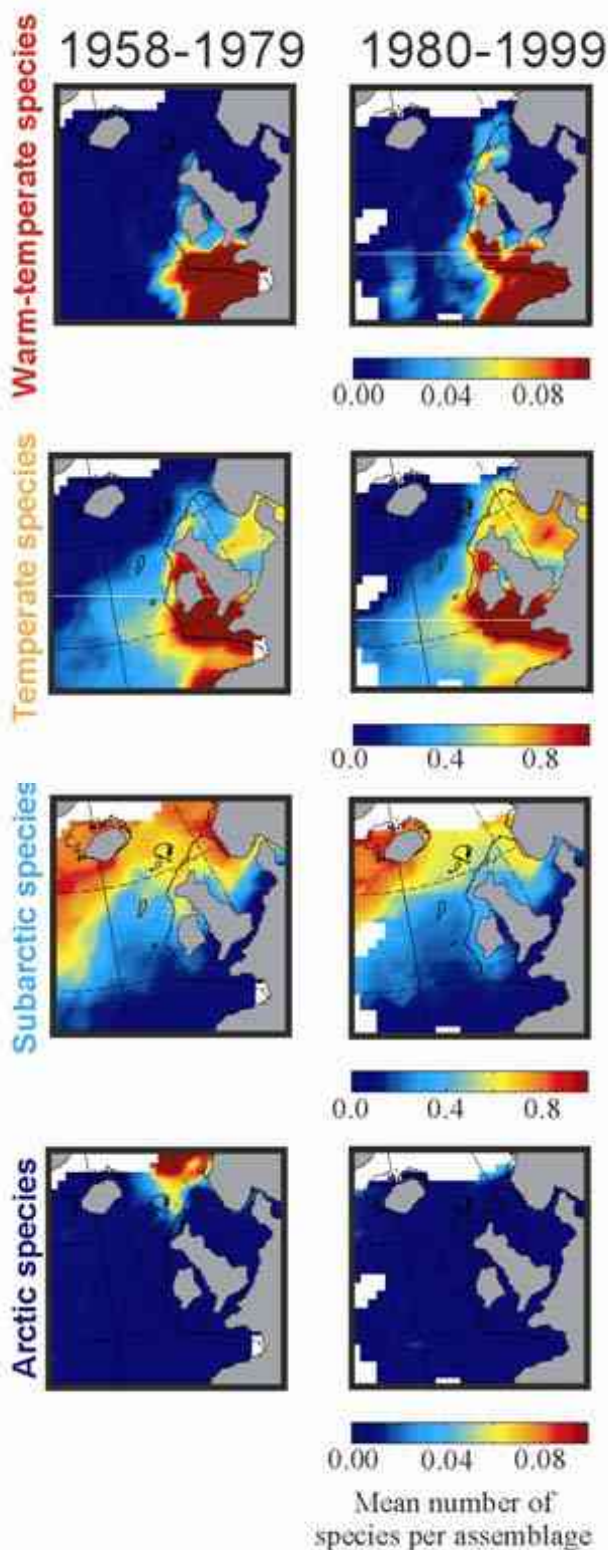 1958-1979
1980-1999
Warm-temperate species
0.00 0.04 0.08
Temperate species
0.0 0.4 0.8
Subarctic species
0.0 0.4 0.8
Arctic species
0.00 0.04 0.08
Mean number of
species per assemblage